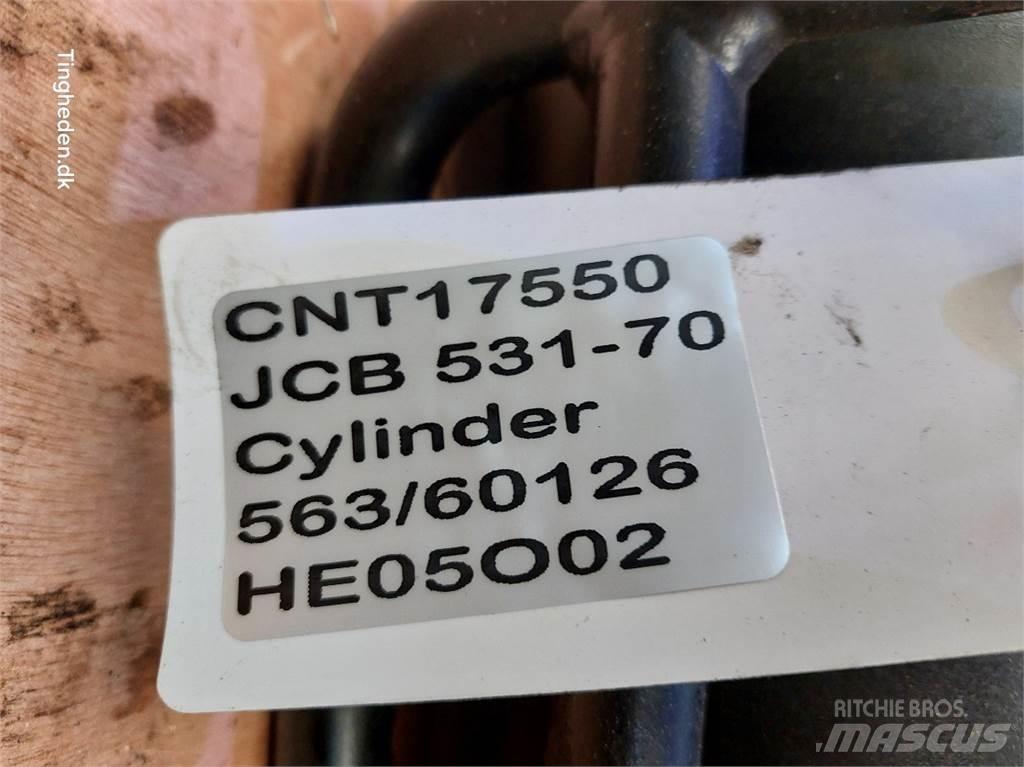 Tingheden.dk
CNT17550
JCB 531-70
Cylinder
563/60126
HE05O02
RITCHIE BROS.
MASCUS